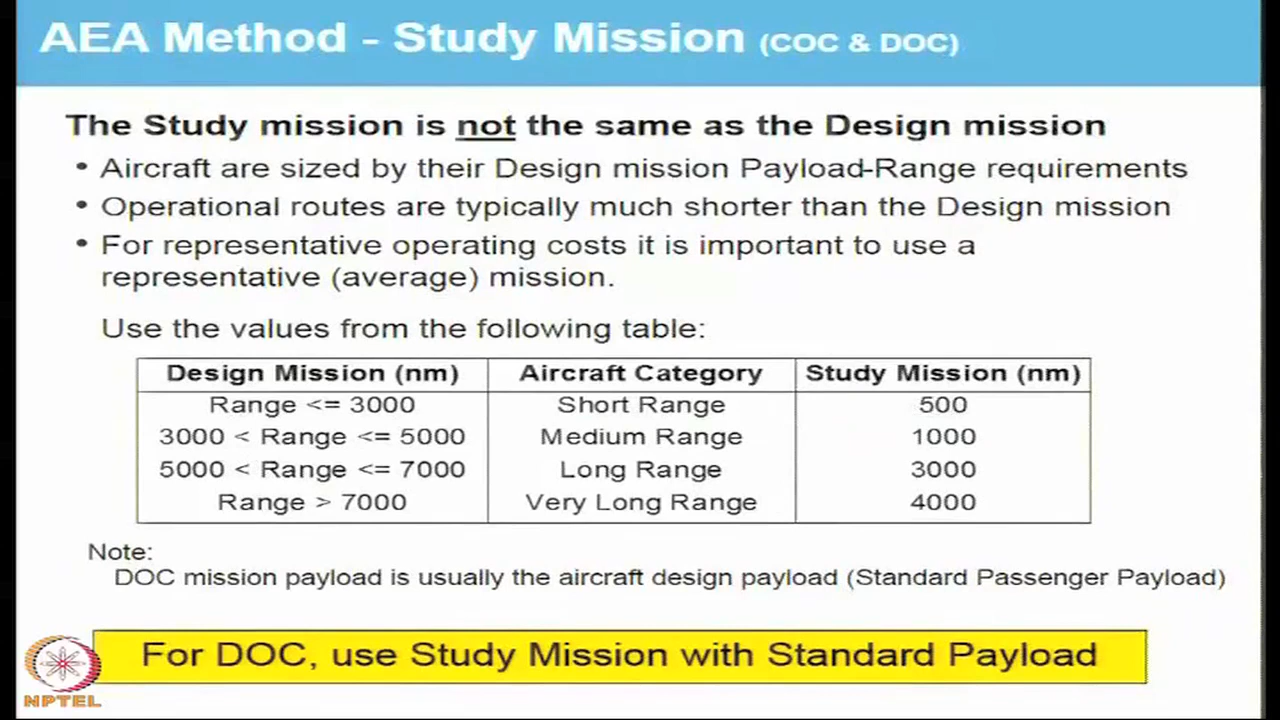 AEA Method - Study Mission (COC & DOC)
The Study mission is not the same as the Design mission
• Aircraft are sized by their Design mission Payload-Range requirements
• Operational routes are typically much shorter than the Design mission
• For representative operating costs it is important to use a
representative (average) mission.
Use the values from the following table:
Design Mission (nm) Aircraft Category Study Mission (nm)
Range <= 3000 Short Range 500
3000 < Range <= 5000 Medium Range 1000
5000 < Range <= 7000 Long Range 3000
Range > 7000 Very Long Range 4000
Note:
DOC mission payload is usually the aircraft design payload (Standard Passenger Payload)
For DOC, use Study Mission with Standard Payload
NPTEL